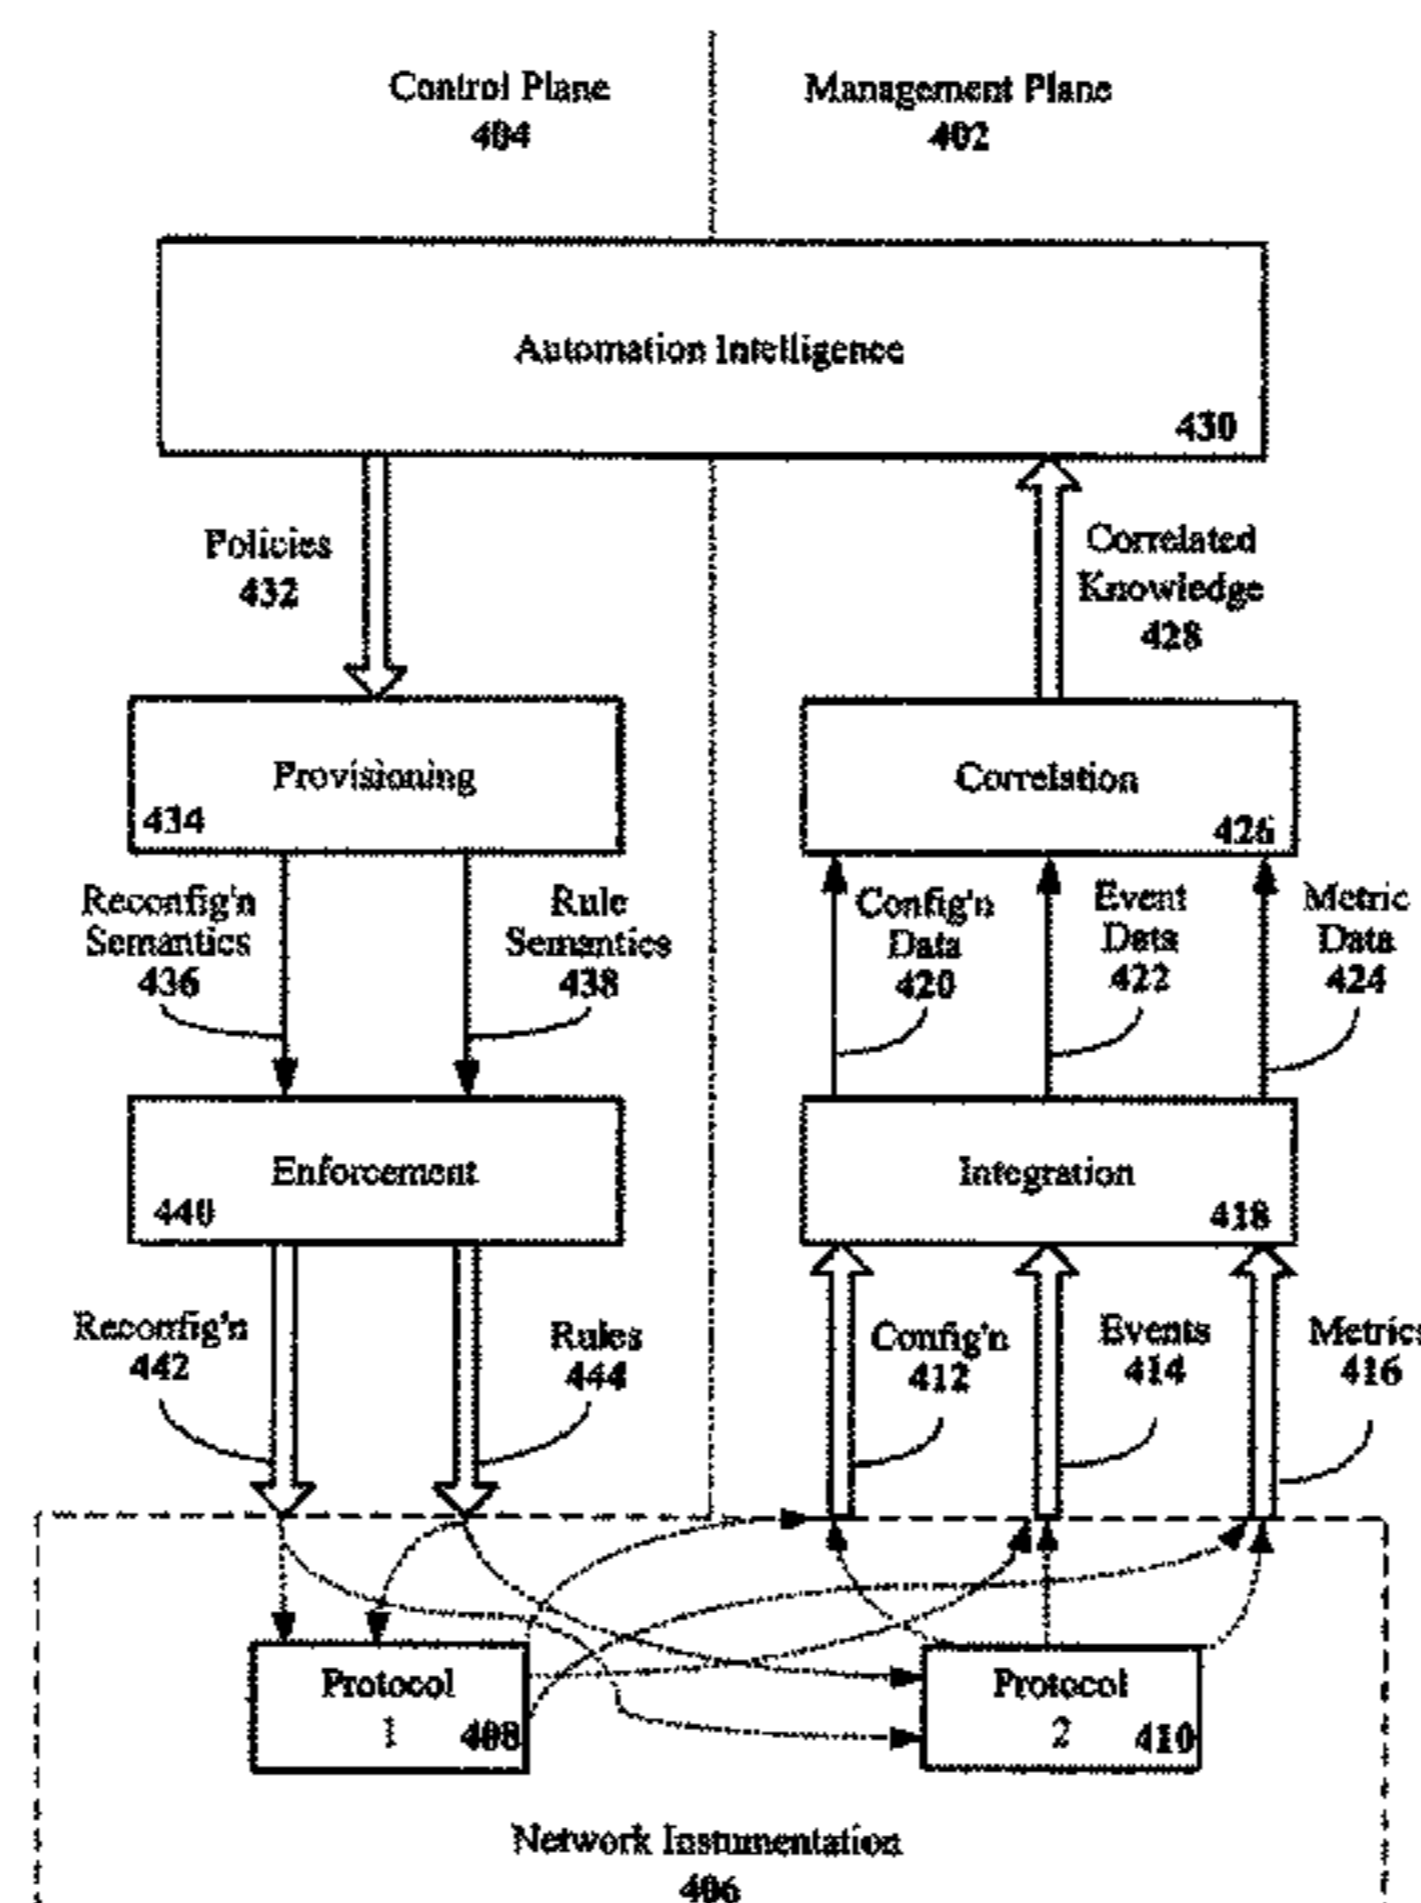 Control Plane
404
Management Plane
402
Automation Intelligence
430
Policies
432
Correlated
Knowledge
428
Provisioning
434
Correlation
426
Reconfig'n
Semantics
436
Rule
Semantics
438
Config'n
Data
420
Event
Data
422
Metric
Data
424
Enforcement
440
Integration
418
Reconfig'n
442
Rules
444
Config'n
412
Events
414
Metrics
416
Protocol
1
408
Protocol
2
410
Network Instumentation
406